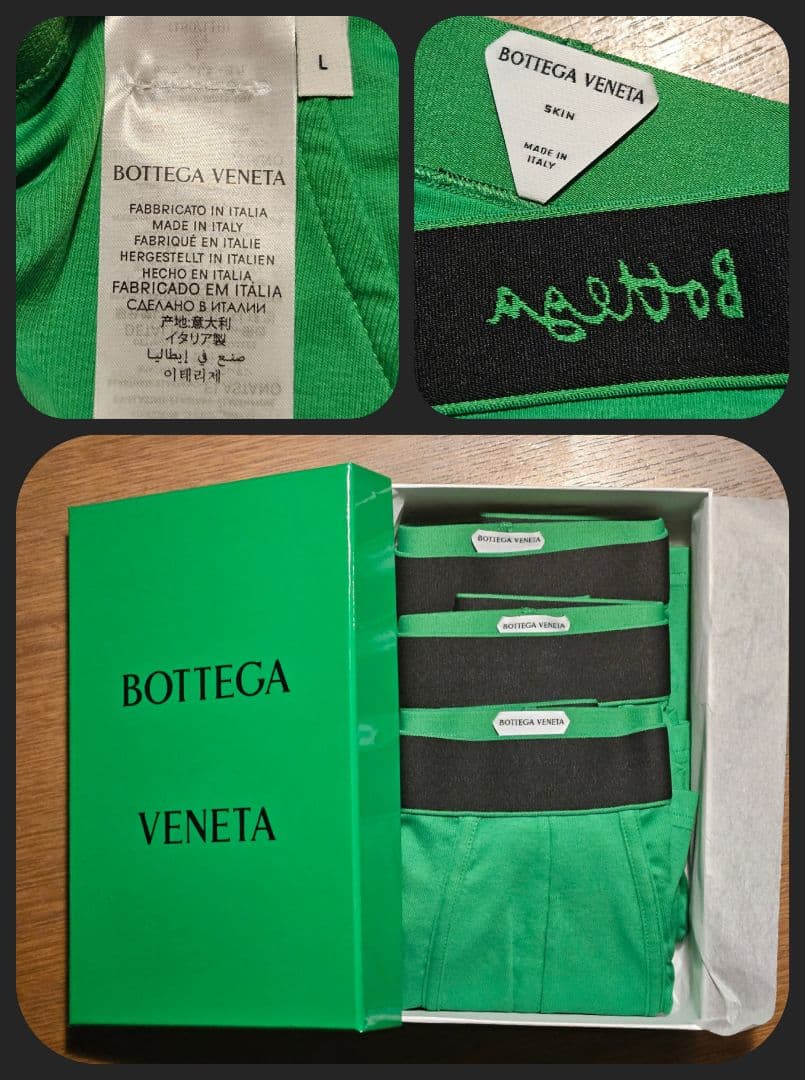 BOTTEGA VENETA
FABBRICATO IN ITALIA
MADE IN ITALY
FABRIQUÉ EN ITALIE
HERGESTELLT IN ITALIEN
HECHO EN ITALIA
FABRICADO EM ITÁLIA
СДЕЛАНО В ИТАЛИИ
产地:意大利
イタリア製
صنع في إيطاليا
이태리제
L
BOTTEGA VENETA
SKIN
MADE IN
ITALY
Bottega
BOTTEGA
VENETA
BOTTEGA VENETA
BOTTEGA VENETA
BOTTEGA VENETA